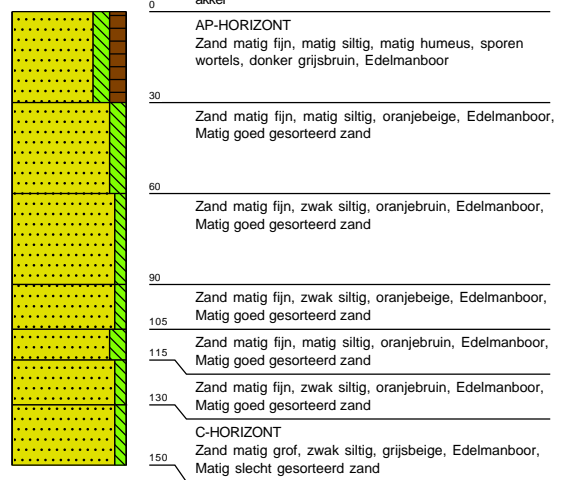 0
akker
AP-HORIZONT
Zand matig fijn, matig siltig, matig humeus, sporen
wortels, donker grijsbruin, Edelmanboor
30
Zand matig fijn, matig siltig, oranjebeige, Edelmanboor,
Matig goed gesorteerd zand
60
Zand matig fijn, zwak siltig, oranjebruin, Edelmanboor,
Matig goed gesorteerd zand
90
Zand matig fijn, zwak siltig, oranjebeige, Edelmanboor,
Matig goed gesorteerd zand
105
Zand matig fijn, matig siltig, oranjebruin, Edelmanboor,
Matig goed gesorteerd zand
115
Zand matig fijn, zwak siltig, oranjebruin, Edelmanboor,
Matig goed gesorteerd zand
130
C-HORIZONT
Zand matig grof, zwak siltig, grijsbeige, Edelmanboor,
Matig slecht gesorteerd zand
150